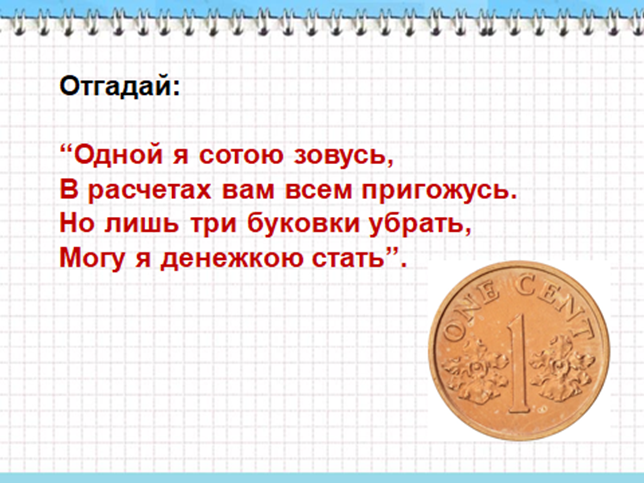 Отгадай:
“Одной я сотою зовусь,
В расчетах вам всем пригожусь.
Но лишь три буковки убрать,
Могу я денежкою стать”.
ONE CENT
1